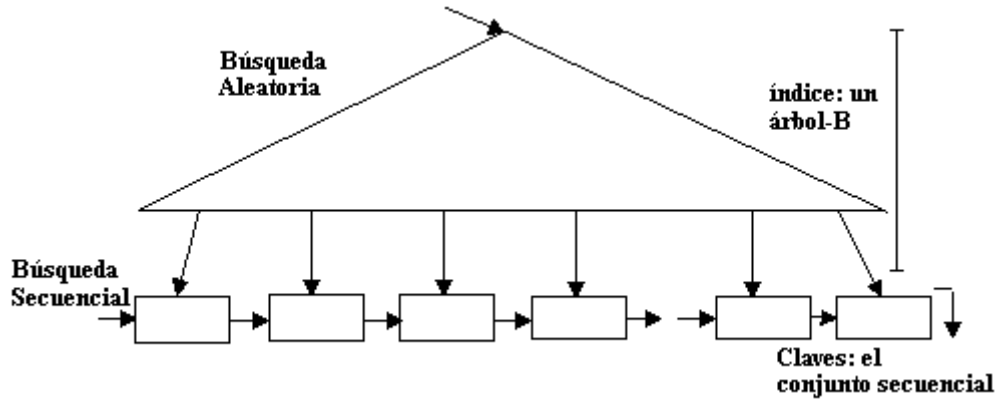 Búsqueda
Aleatoria
índice: un
árbol-B
Búsqueda
Secuencial
Claves: el
conjunto secuencial